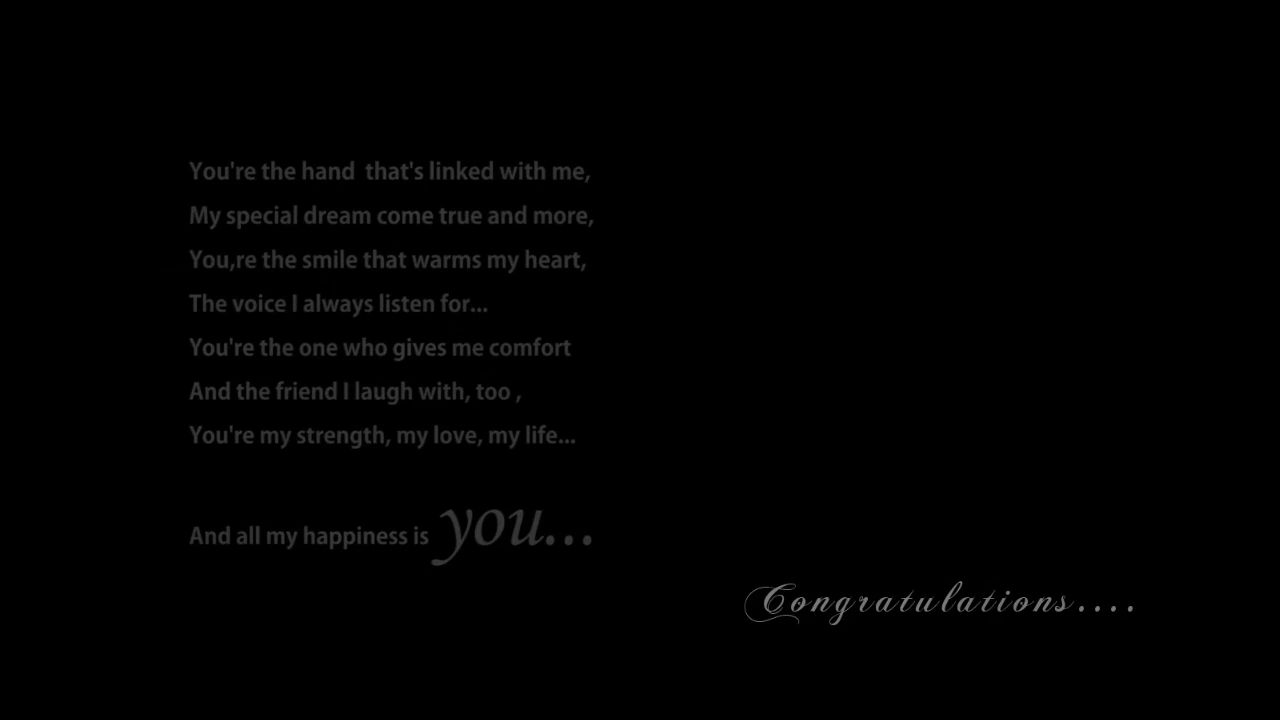 You're the hand  that's linked with me,
My special dream come true and more,
You,re the smile that warms my heart,
The voice I always listen for...
You're the one who gives me comfort
And the friend I laugh with, too ,
You're my strength, my love, my life...
And all my happiness is you...
Congratulations....